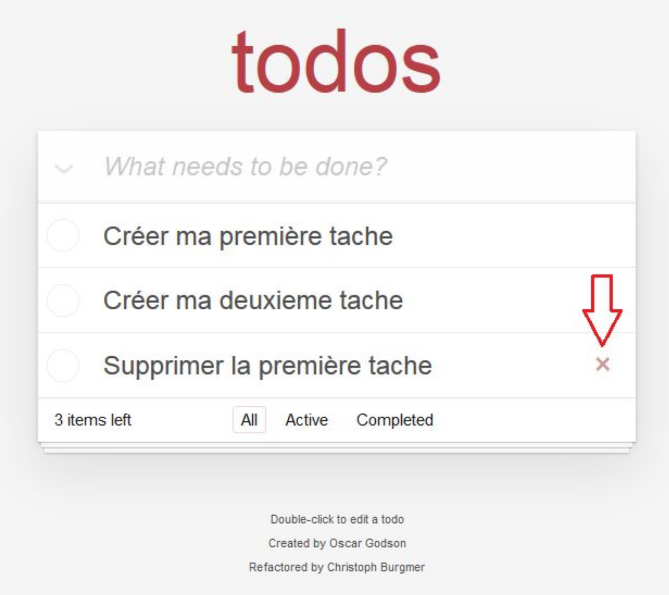 todos
What needs to be done?
Créer ma première tache
Créer ma deuxieme tache
Supprimer la première tache
3 items left All Active Completed
Double-click to edit a todo
Created by Oscar Godson
Refactored by Christoph Burgmer